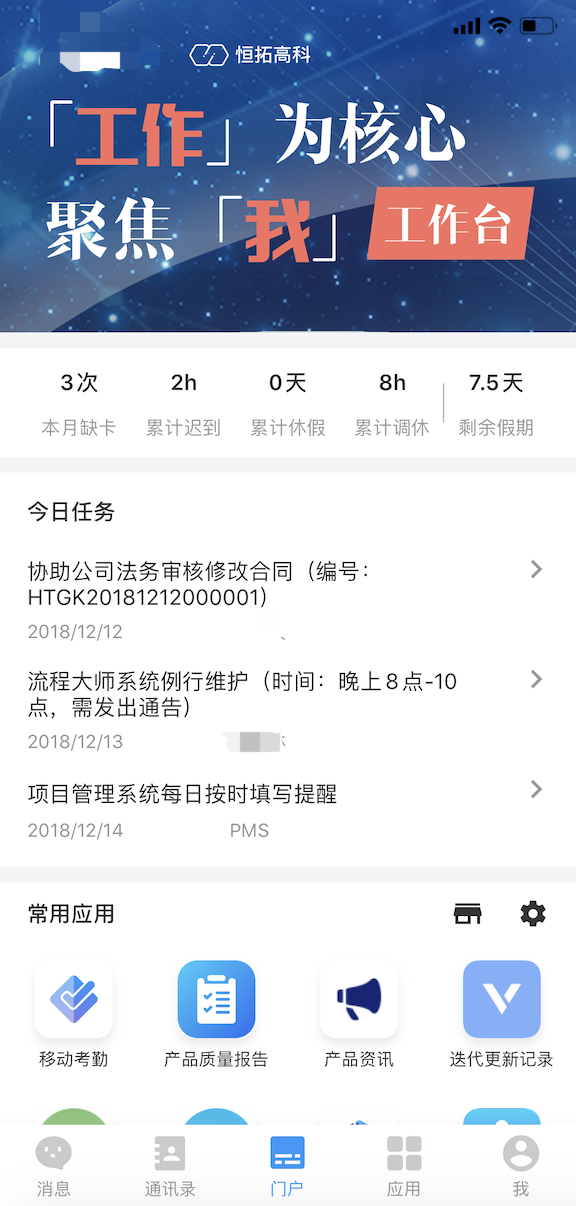 恒拓高科
「工作」为核心
聚焦「我」工作台
3次 2h 0天 8h 7.5天
本月缺卡 累计迟到 累计休假 累计调休 剩余假期
今日任务
协助公司法务审核修改合同（编号：
HTGK20181212000001）
2018/12/12
流程大师系统例行维护（时间：晚上8点-10
点，需发出通告）
2018/12/13
项目管理系统每日按时填写提醒
2018/12/14 PMS
常用应用
移动考勤 产品质量报告 产品资讯 迭代更新记录
消息 通讯录 门户 应用 我